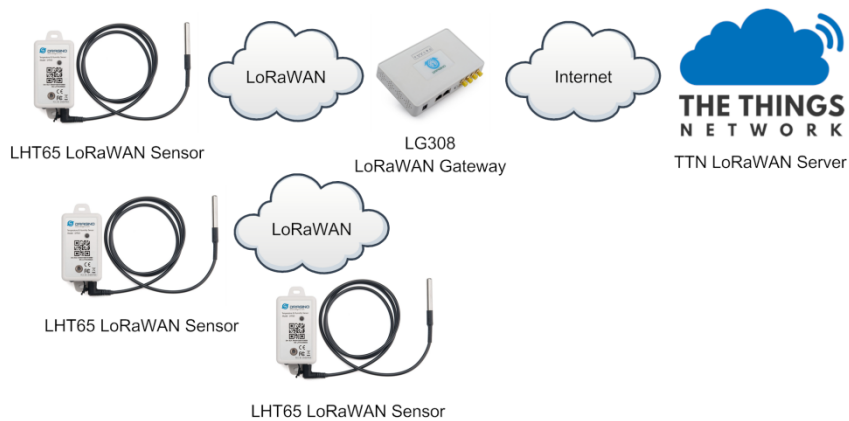 LoRaWAN
Internet
THE THINGS
NETWORK
LHT65 LoRaWAN Sensor
LG308
LoRaWAN Gateway
TTN LoRaWAN Server
LoRaWAN
LHT65 LoRaWAN Sensor
LHT65 LoRaWAN Sensor